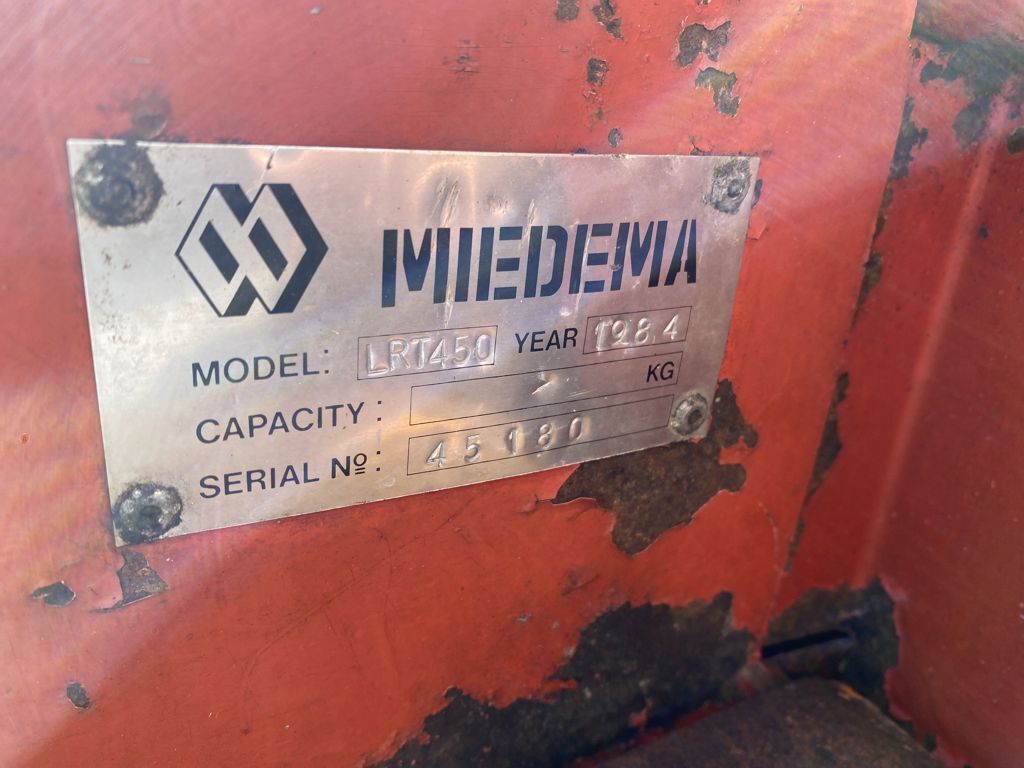 MIEDEMA
MODEL: LRT450 YEAR 1984
CAPACITY: - KG
SERIAL Nº: 45180